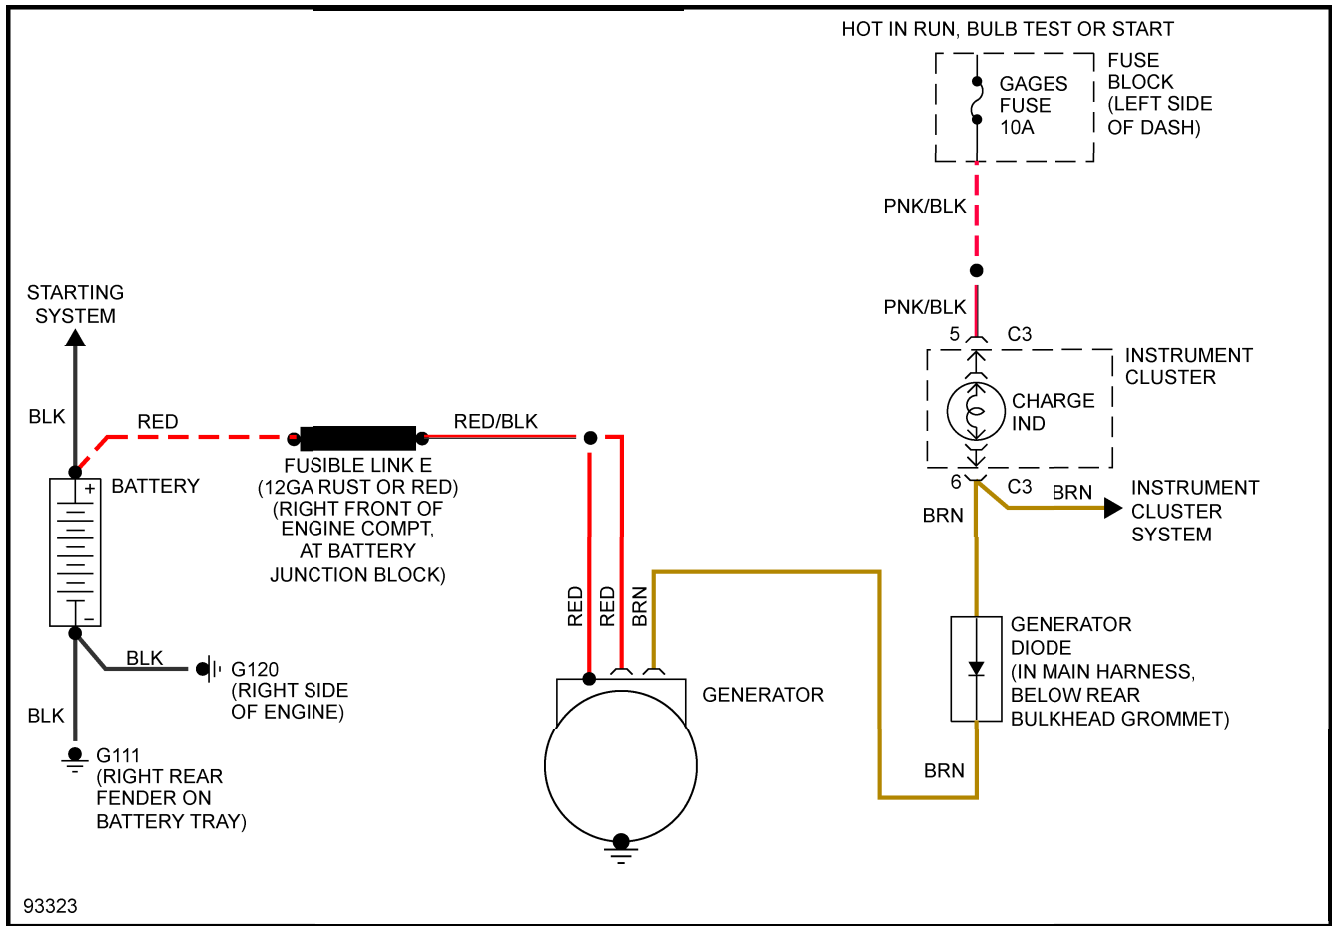 HOT IN RUN, BULB TEST OR START
FUSE
BLOCK
(LEFT SIDE
OF DASH)
GAGES
FUSE
10A
PNK/BLK
PNK/BLK
5
C3
INSTRUMENT
CLUSTER
CHARGE
IND
6
C3
BRN
BRN
INSTRUMENT
CLUSTER
SYSTEM
STARTING
SYSTEM
BLK
RED
RED/BLK
FUSIBLE LINK E
(12GA RUST OR RED)
(RIGHT FRONT OF
ENGINE COMPT,
AT BATTERY
JUNCTION BLOCK)
+
BATTERY
−
BLK
G120
(RIGHT SIDE
OF ENGINE)
BLK
G111
(RIGHT REAR
FENDER ON
BATTERY TRAY)
RED
RED
BRN
GENERATOR
GENERATOR
DIODE
(IN MAIN HARNESS,
BELOW REAR
BULKHEAD GROMMET)
BRN
93323